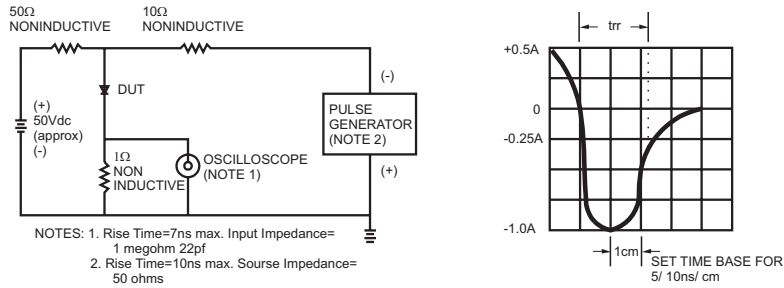 50Ω
NONINDUCTIVE
10Ω
NONINDUCTIVE
DUT
(+)
50Vdc
(approx)
(-)
1Ω
NON
INDUCTIVE
OSCILLOSCOPE
(NOTE 1)
(-)
PULSE
GENERATOR
(NOTE 2)
(+)
NOTES: 1. Rise Time=7ns max. Input Impedance=
1 megohm 22pf
2. Rise Time=10ns max. Sourse Impedance=
50 ohms
trr
+0.5A
0
-0.25A
-1.0A
1cm
SET TIME BASE FOR
5/ 10ns/ cm